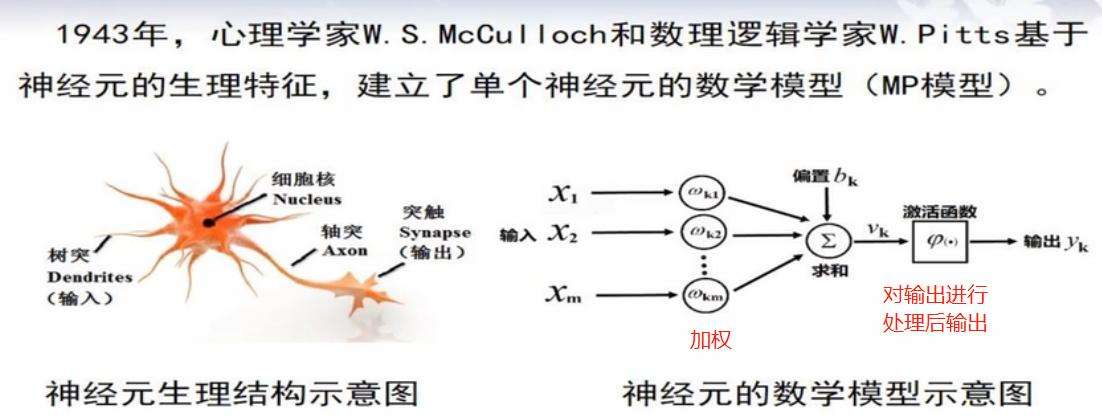 1943年，心理学家W.S.McCulloch和数理逻辑学家W.Pitts基于
神经元的生理特征，建立了单个神经元的数学模型（MP模型）。
细胞核
Nucleus
轴突
Axon
突触
Synapse
（输出）
树突
Dendrites
（输入）
偏置 bk
x1
ωk1
激活函数
输入 x2
ωk2
Σ
vk
φ(•)
输出 yk
求和
xm
ωkm
加权
对输出进行
处理后输出
神经元生理结构示意图
神经元的数学模型示意图